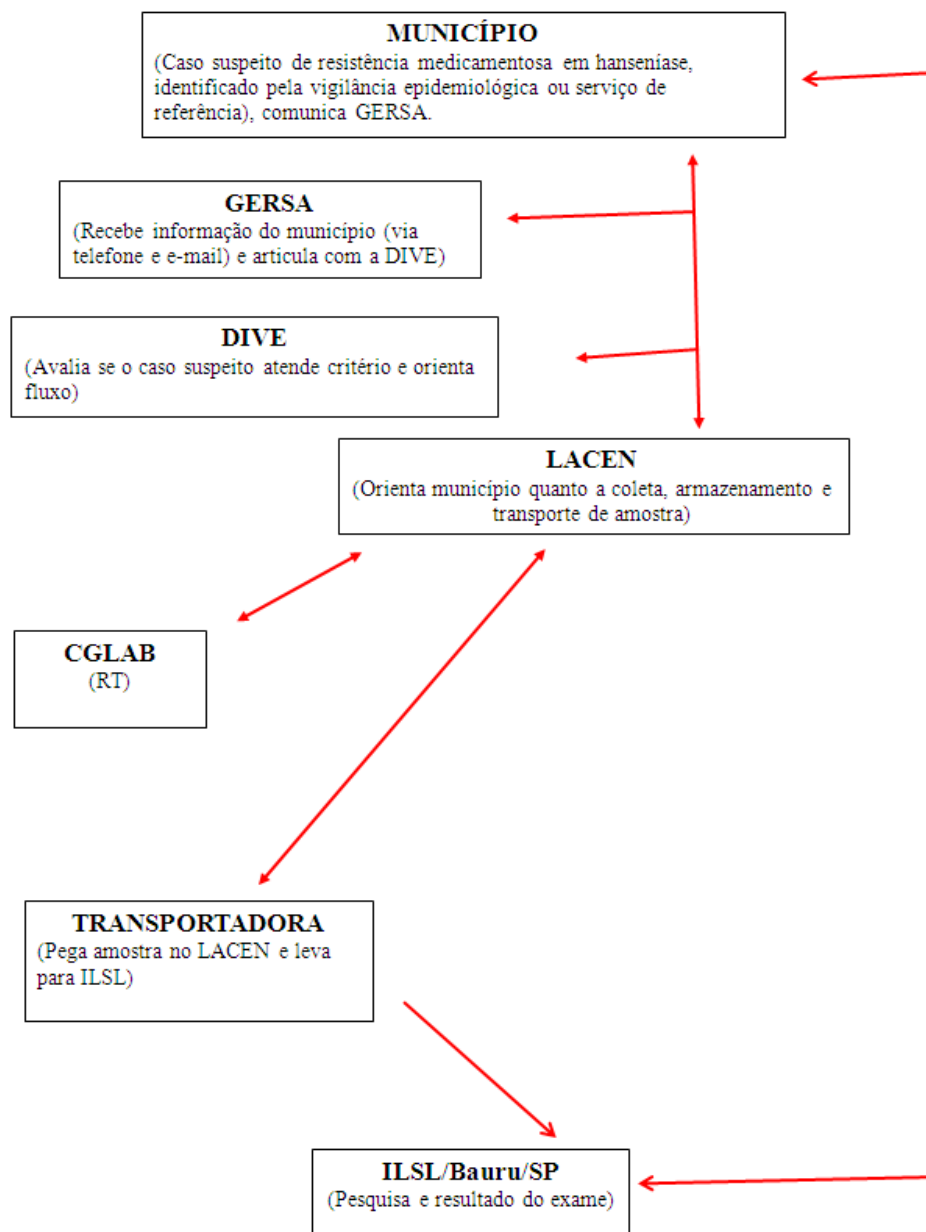 MUNICÍPIO
(Caso suspeito de resistência medicamentosa em hanseníase,
identificado pela vigilância epidemiológica ou serviço de
referência), comunica GERSA.
GERSA
(Recebe informação do município (via
telefone e e-mail) e articula com a DIVE)
DIVE
(Avalia se o caso suspeito atende critério e orienta
fluxo)
LACEN
(Orienta município quanto a coleta, armazenamento e
transporte de amostra)
CGLAB
(RT)
TRANSPORTADORA
(Pega amostra no LACEN e leva
para ILSL)
ILSL/Bauru/SP
(Pesquisa e resultado do exame)